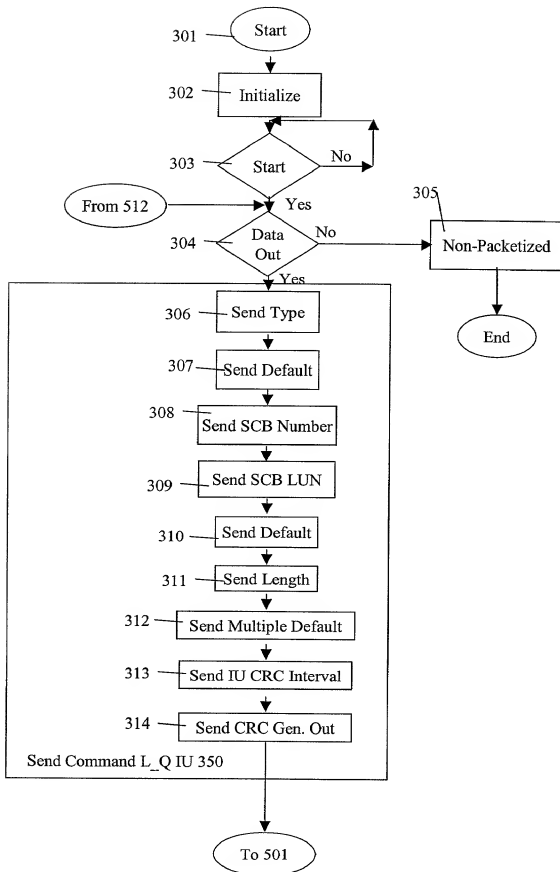 301
Start
302
Initialize
303
Start
No
Yes
From 512
304
Data
Out
No
305
Non-Packetized
End
Yes
306
Send Type
307
Send Default
308
Send SCB Number
309
Send SCB LUN
310
Send Default
311
Send Length
312
Send Multiple Default
313
Send IU CRC Interval
314
Send CRC Gen. Out
Send Command L_Q IU 350
To 501